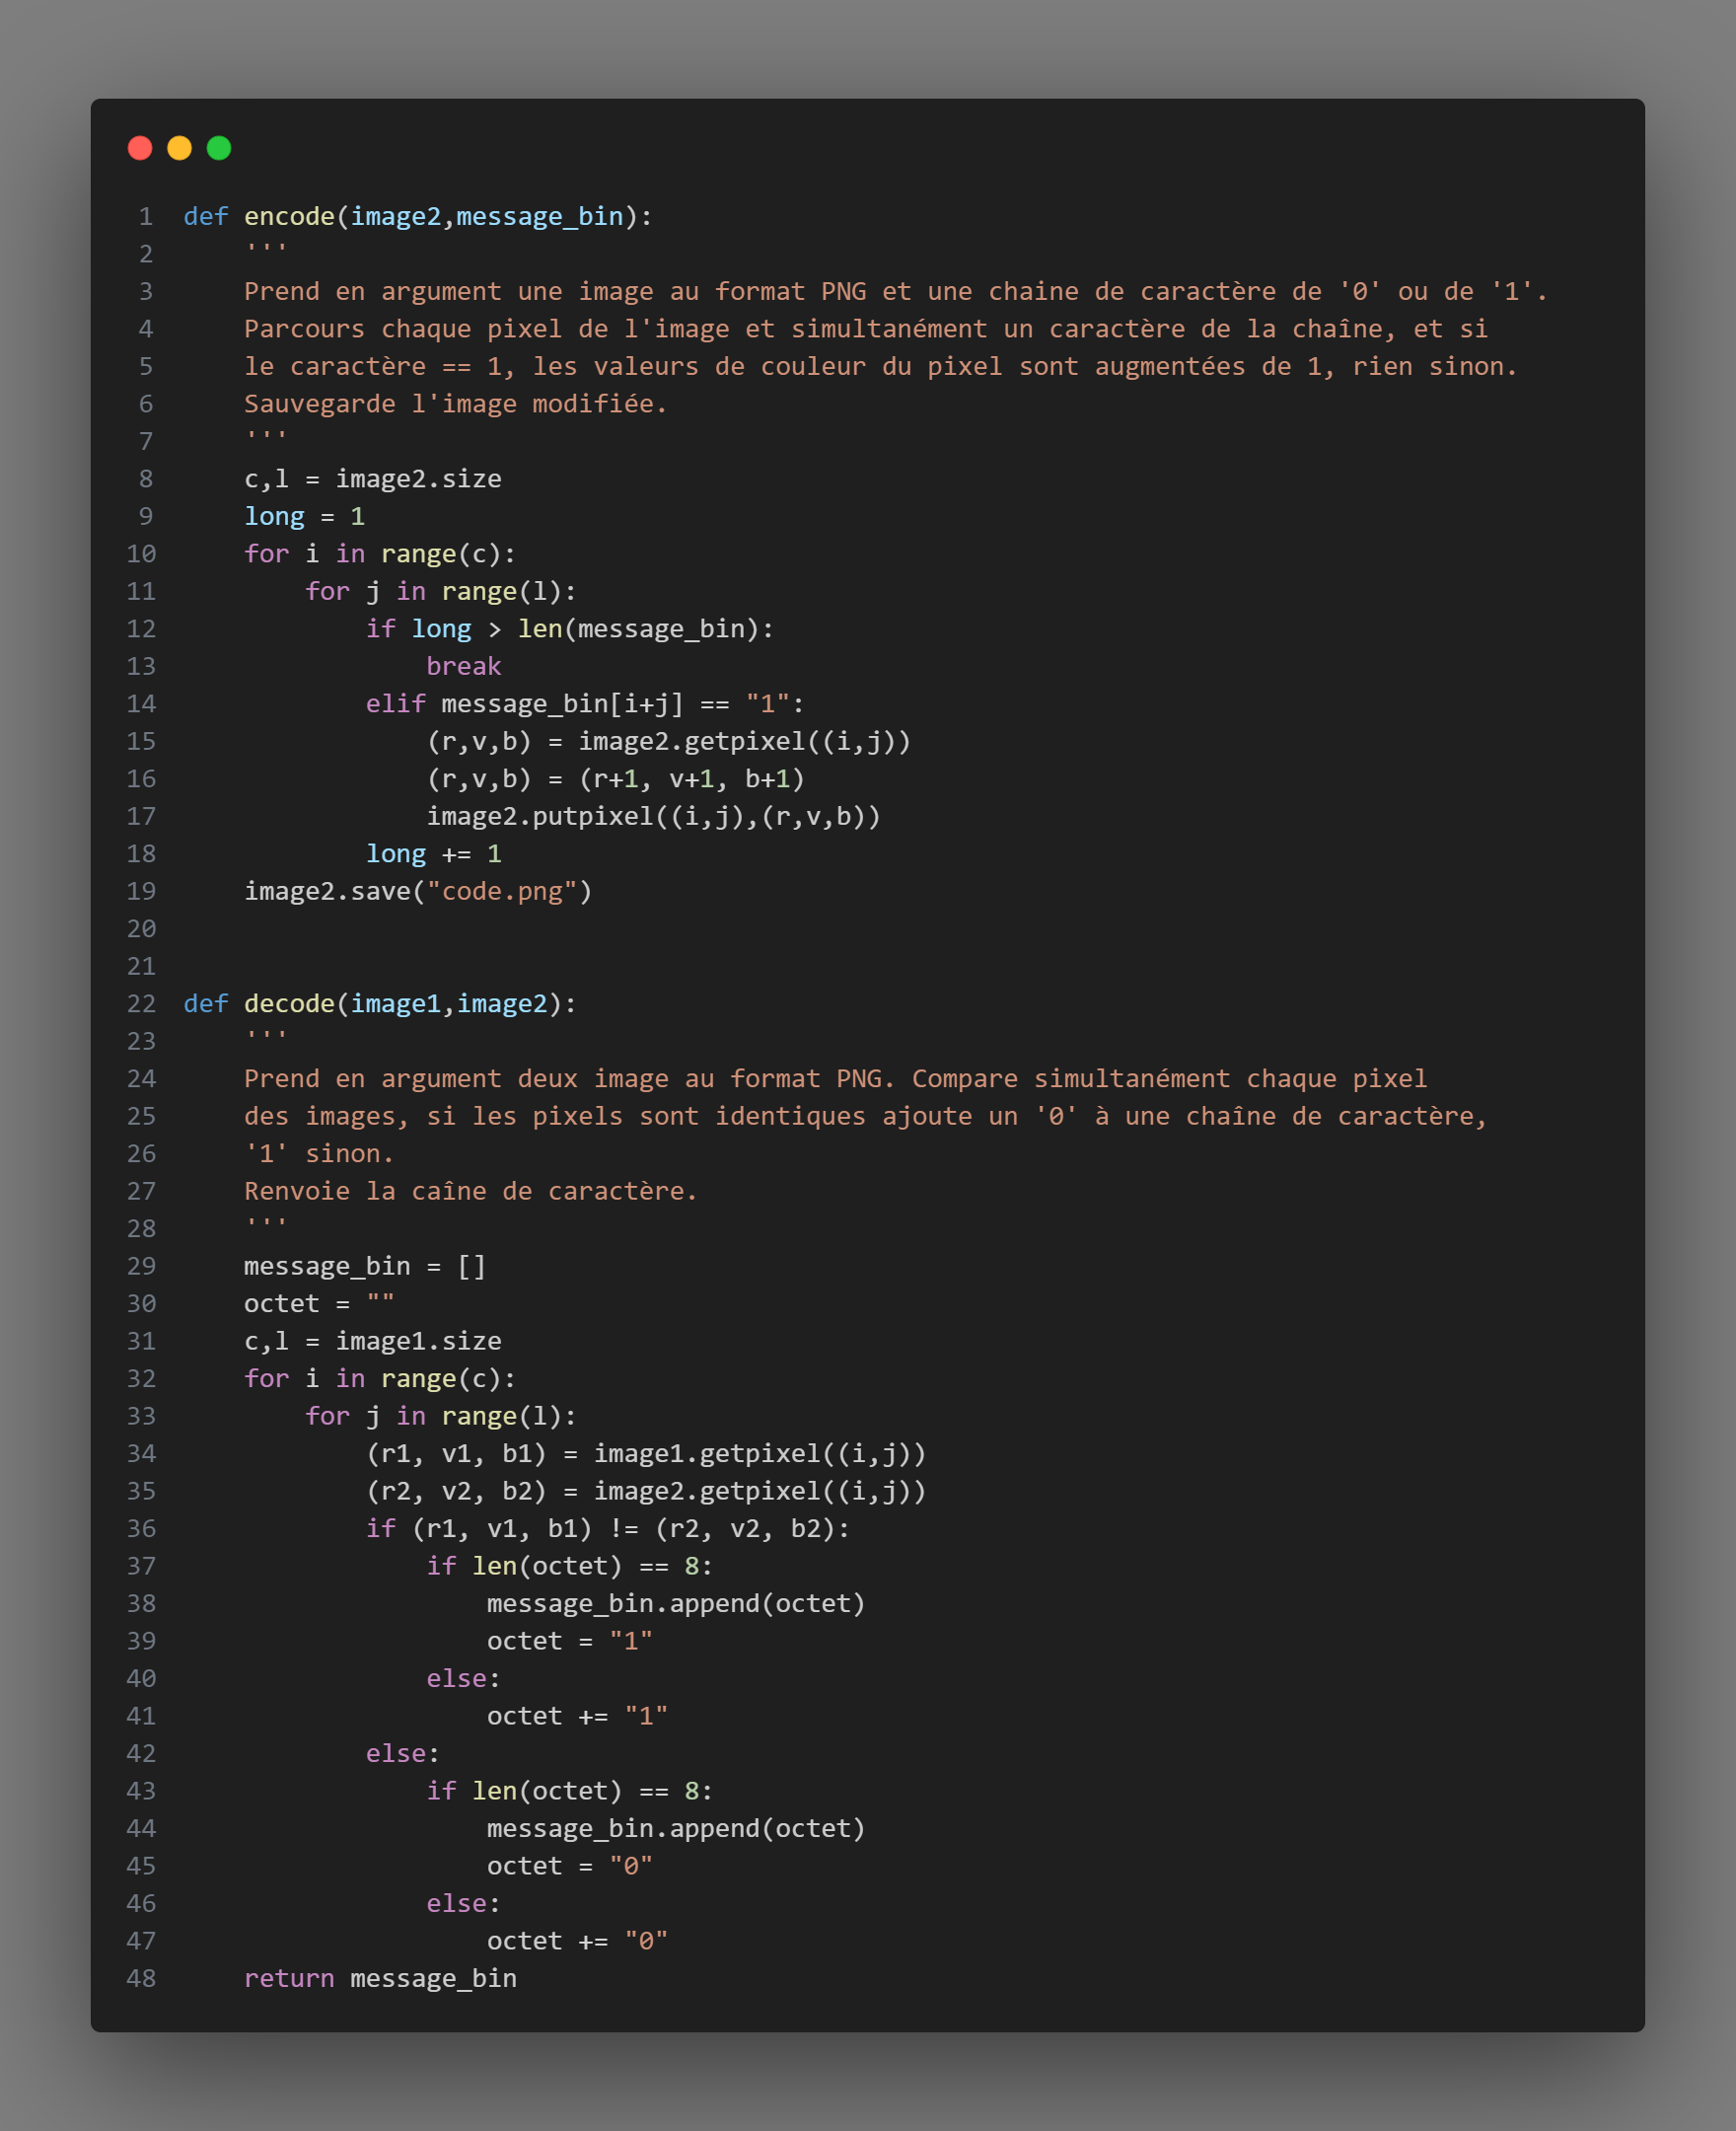 1 def encode(image2,message_bin):
2     '''
3     Prend en argument une image au format PNG et une chaine de caractère de '0' ou de '1'.
4     Parcours chaque pixel de l'image et simultanément un caractère de la chaîne, et si
5     le caractère == 1, les valeurs de couleur du pixel sont augmentées de 1, rien sinon.
6     Sauvegarde l'image modifiée.
7     '''
8     c,l = image2.size
9     long = 1
10     for i in range(c):
11         for j in range(l):
12             if long > len(message_bin):
13                 break
14             elif message_bin[i+j] == "1":
15                 (r,v,b) = image2.getpixel((i,j))
16                 (r,v,b) = (r+1, v+1, b+1)
17                 image2.putpixel((i,j),(r,v,b))
18             long += 1
19     image2.save("code.png")
20
21
22 def decode(image1,image2):
23     '''
24     Prend en argument deux image au format PNG. Compare simultanément chaque pixel
25     des images, si les pixels sont identiques ajoute un '0' à une chaîne de caractère,
26     '1' sinon.
27     Renvoie la caîne de caractère.
28     '''
29     message_bin = []
30     octet = ""
31     c,l = image1.size
32     for i in range(c):
33         for j in range(l):
34             (r1, v1, b1) = image1.getpixel((i,j))
35             (r2, v2, b2) = image2.getpixel((i,j))
36             if (r1, v1, b1) != (r2, v2, b2):
37                 if len(octet) == 8:
38                     message_bin.append(octet)
39                     octet = "1"
40                 else:
41                     octet += "1"
42             else:
43                 if len(octet) == 8:
44                     message_bin.append(octet)
45                     octet = "0"
46                 else:
47                     octet += "0"
48     return message_bin